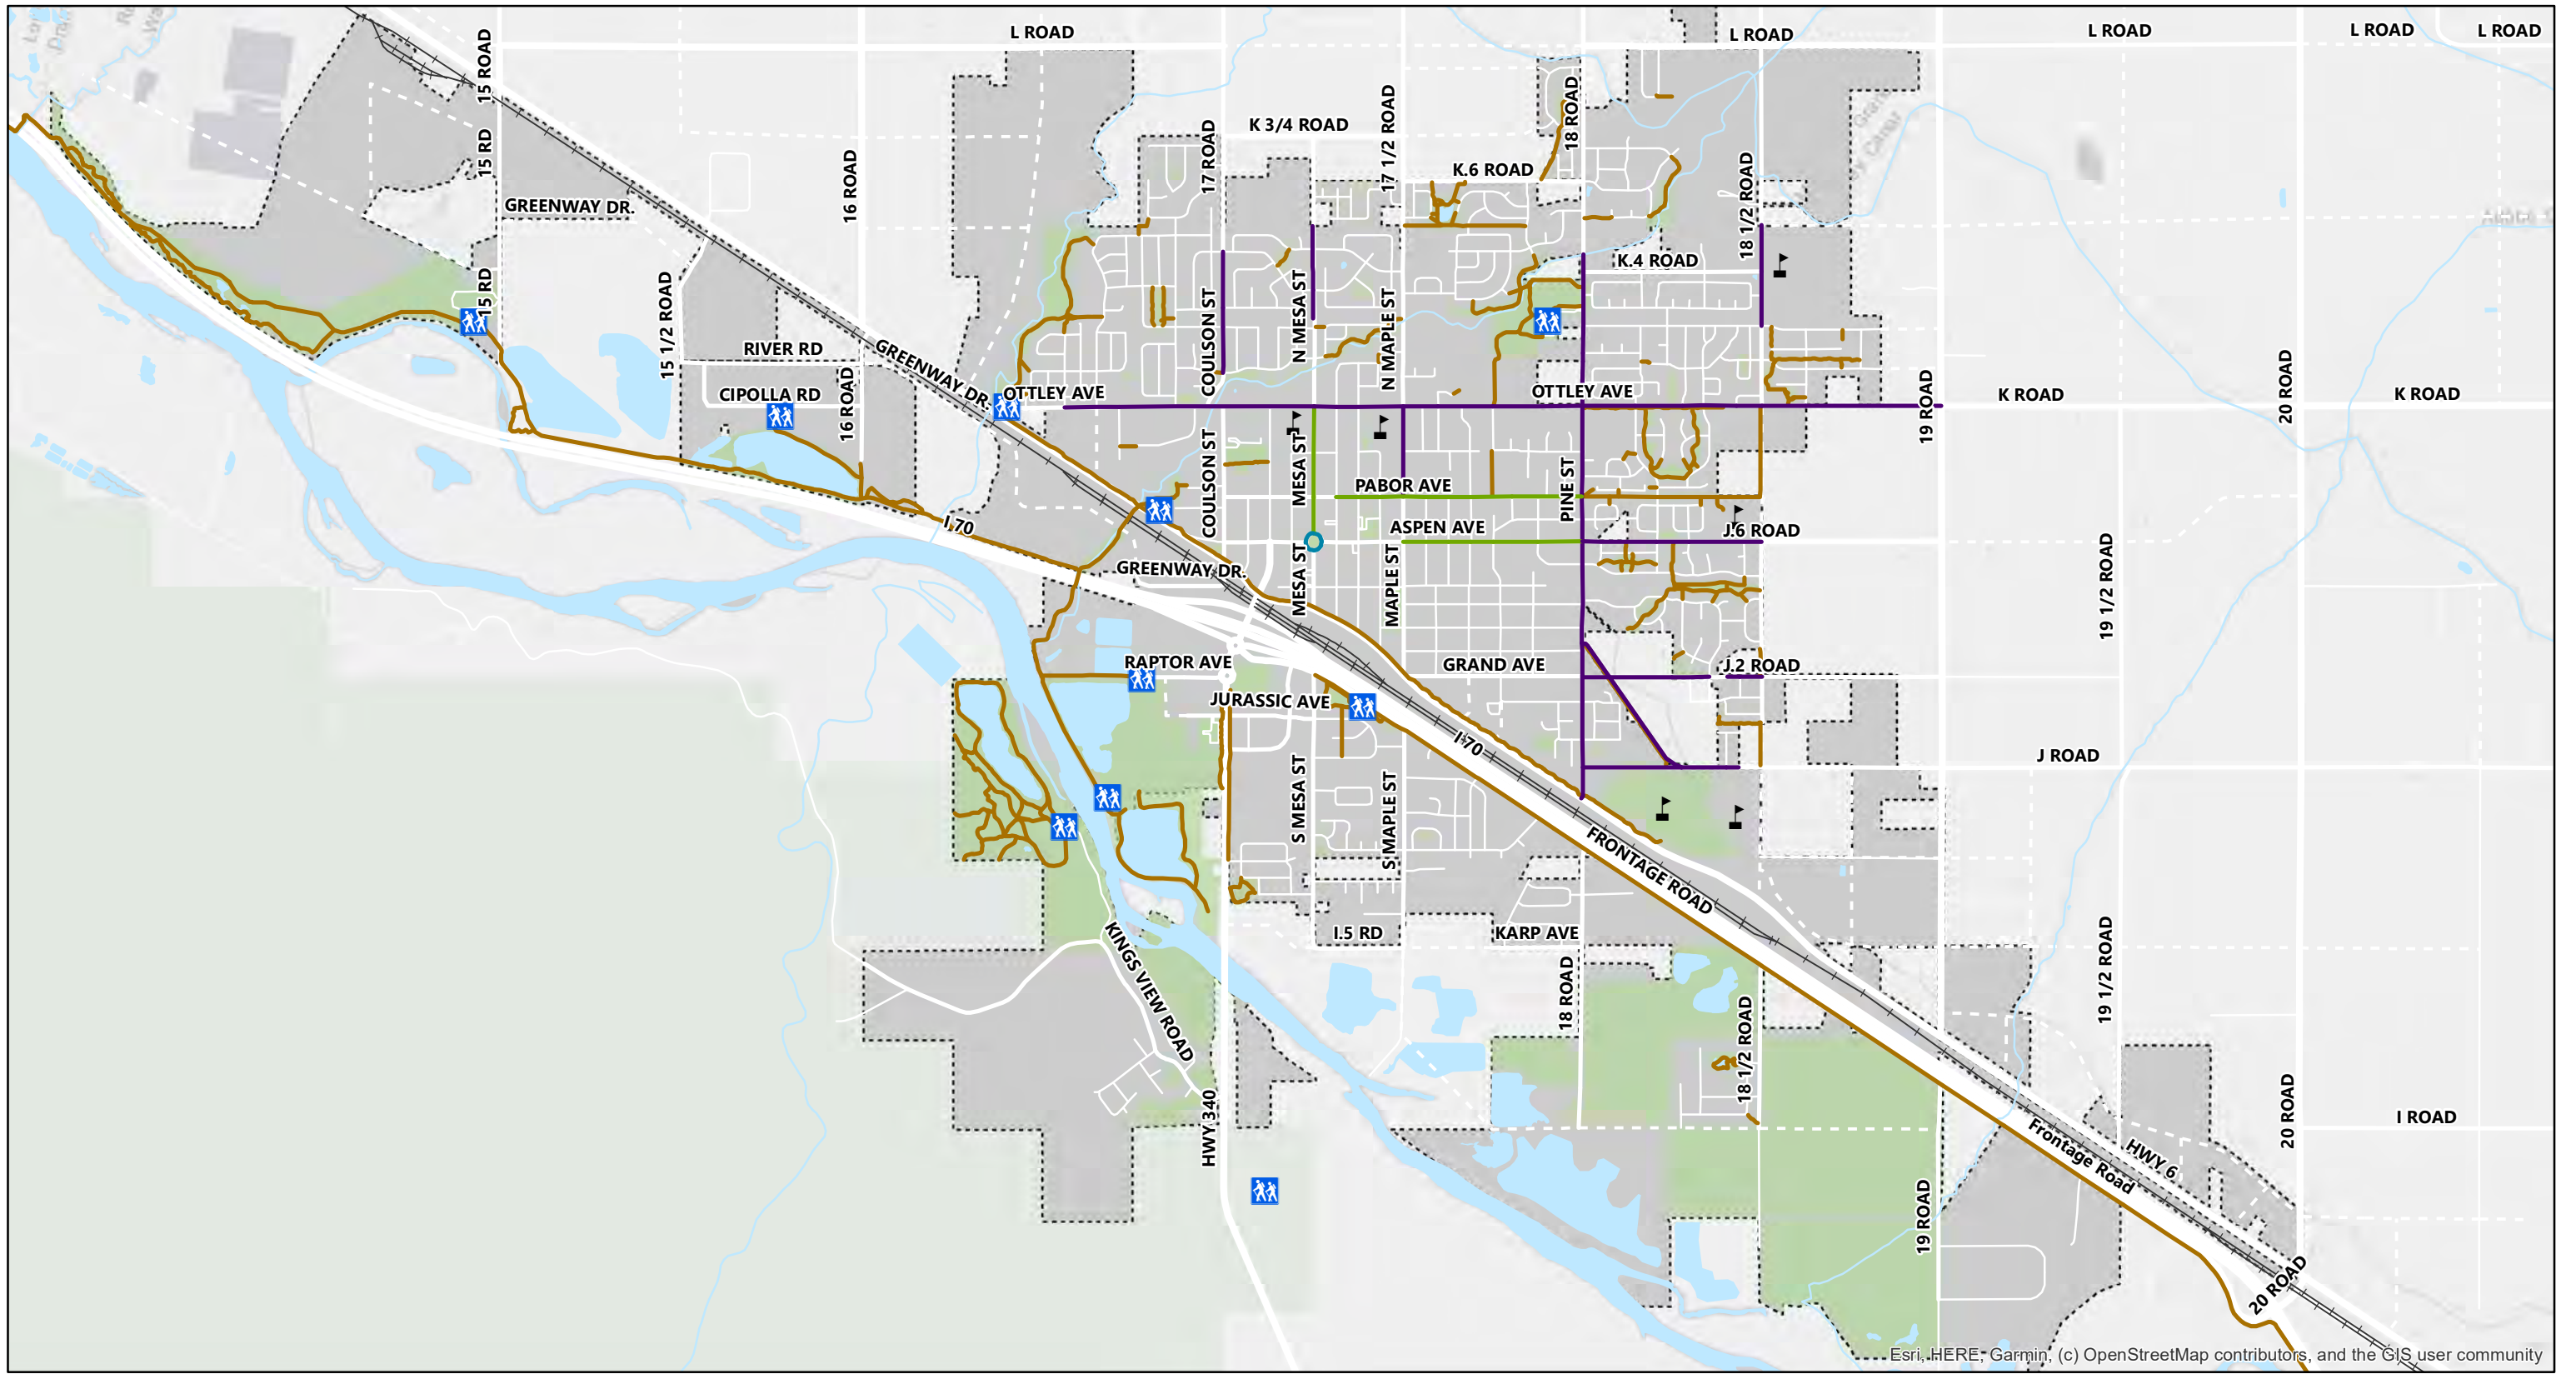 L ROAD
L ROAD
L ROAD
L ROAD
L ROAD
15 ROAD
18 ROAD
17 1/2 ROAD
K 3/4 ROAD
17 ROAD
15 RD
16 ROAD
K.6 ROAD
18 1/2 ROAD
GREENWAY DR.
K.4 ROAD
15 RD
15 1/2 ROAD
COULSON ST
N MESA ST
N MAPLE ST
RIVER RD
GREENWAY DR.
20 ROAD
CIPOLLA RD
16 ROAD
OTTLEY AVE
OTTLEY AVE
19 ROAD
K ROAD
K ROAD
COULSON ST
MESA ST
PINE ST
PABOR AVE
I 70
ASPEN AVE
J.6 ROAD
19 1/2 ROAD
GREENWAY DR.
MESA ST
MAPLE ST
RAPTOR AVE
GRAND AVE
J.2 ROAD
JURASSIC AVE
I 70
J ROAD
S MESA ST
S MAPLE ST
FRONTAGE ROAD
I.5 RD
KARP AVE
KINGS VIEW ROAD
18 ROAD
18 1/2 ROAD
19 1/2 ROAD
HWY 340
20 ROAD
I ROAD
Frontage Road
HWY 6
19 ROAD
20 ROAD
Esri, HERE, Garmin, (c) OpenStreetMap contributors, and the GIS user community